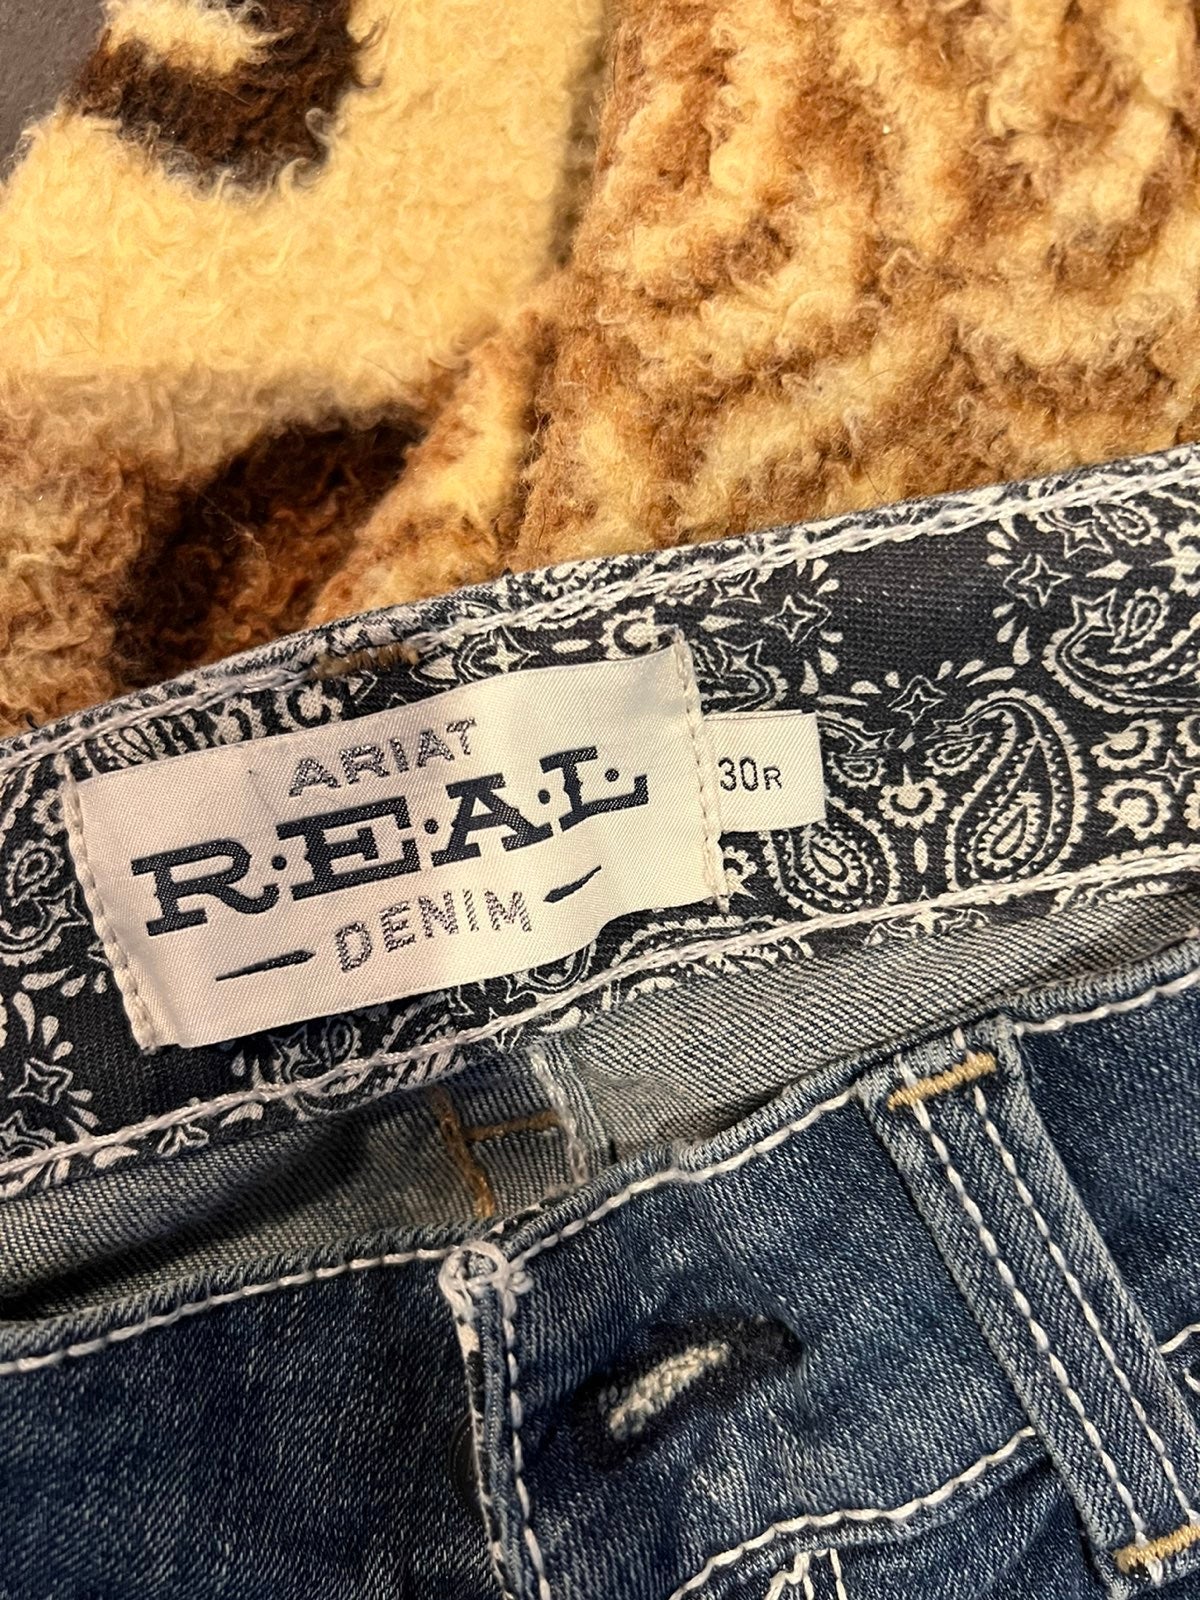 ARIAT
R·E·A·L·
DENIM
30R